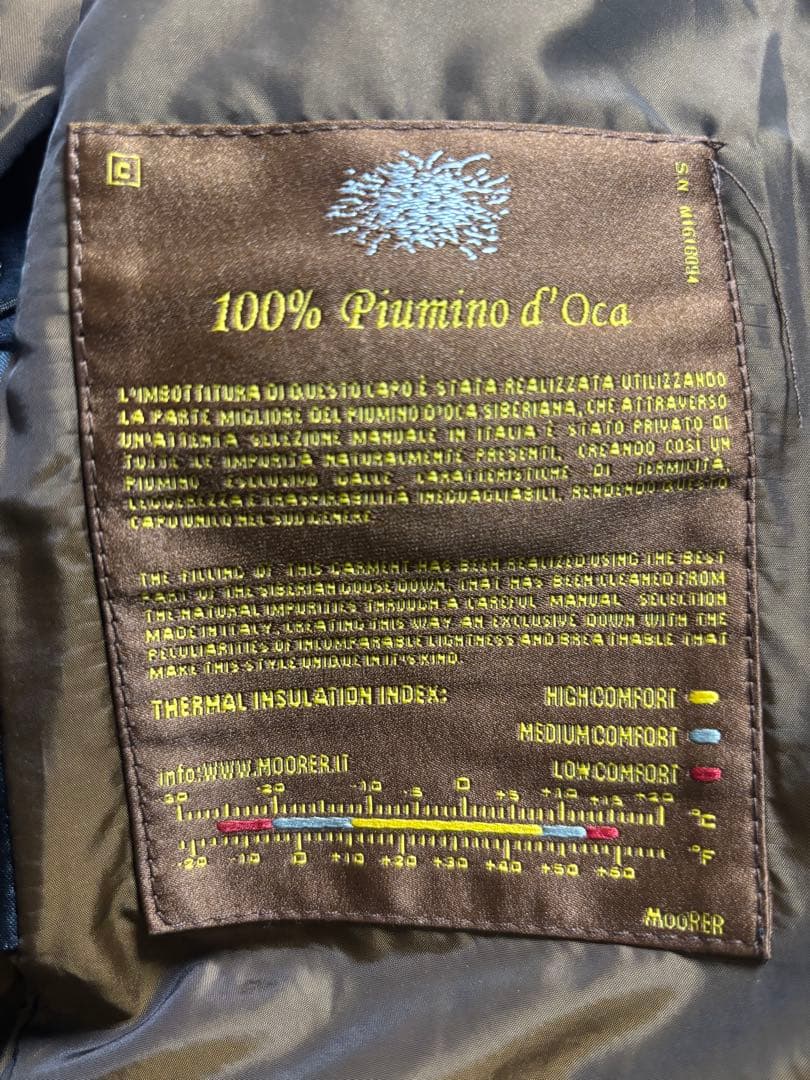 C
S N M161609A
100% Piumino d'Oca
L'IMBOTTITURA DI QUESTO CAPO È STATA REALIZZATA UTILIZZANDO
LA PARTE MIGLIORE DEL PIUMINO D'OCA SIBERIANA, CHE ATTRAVERSO
UN'ATTENTA SELEZIONE MANUALE IN ITALIA È STATO PRIVATO DI
TUTTE LE IMPURITÀ NATURALMENTE PRESENTI, CREANDO COSÌ UN
PIUMINO ESCLUSIVO DALLE CARATTERISTICHE DI TERMICITÀ,
LEGGEREZZA E TRASPIRABILITÀ INEGUAGLIABILI, RENDENDO QUESTO
CAPO UNICO NEL SUO GENERE
THE FILLING OF THIS GARMENT HAS BEEN REALIZED USING THE BEST
PART OF THE SIBERIAN GOOSE DOWN, THAT HAS BEEN CLEANED FROM
THE NATURAL IMPURITIES THROUGH A CAREFUL MANUAL SELECTION
MADE IN ITALY, CREATING THIS WAY AN EXCLUSIVE DOWN WITH THE
PECULIARITIES OF INCOMPARABLE LIGHTNESS AND BREATHABLE THAT
MAKE THIS STYLE UNIQUE IN IT'S KIND.
THERMAL INSULATION INDEX: HIGH COMFORT
MEDIUM COMFORT
info:WWW.MOORER.IT LOW COMFORT
-30 -20 -10 -5 0 +5 +10 +15 +20 °C
-20 -10 0 +10 +20 +30 +40 +50 +60 °F
MOORER